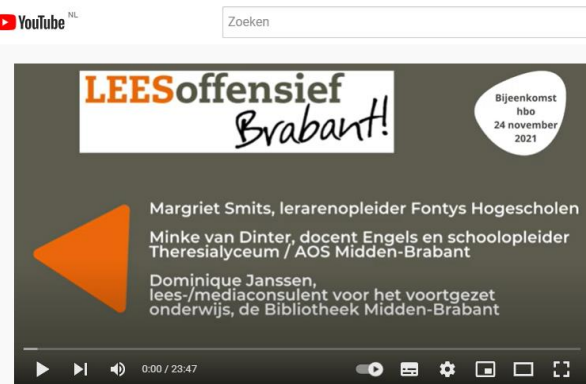 YouTube NL
Zoeken
LEESoffensief
Brabant!
Bijeenkomst
hbo
24 november
2021
Margriet Smits, lerarenopleider Fontys Hogescholen
Minke van Dinter, docent Engels en schoolopleider
Theresialyceum / AOS Midden-Brabant
Dominique Janssen,
lees-/mediaconsulent voor het voortgezet
onderwijs, de Bibliotheek Midden-Brabant
0:00 / 23:47